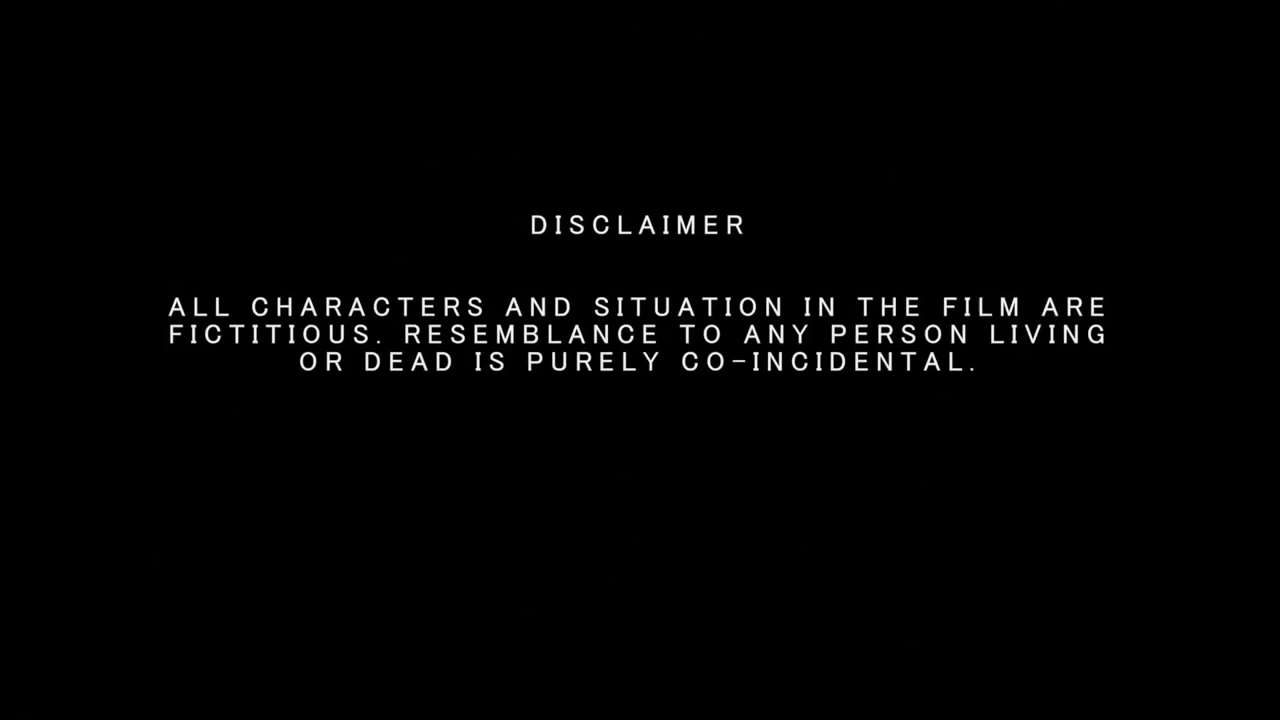 DISCLAIMER
ALL CHARACTERS AND SITUATION IN THE FILM ARE
FICTITIOUS. RESEMBLANCE TO ANY PERSON LIVING
OR DEAD IS PURELY CO-INCIDENTAL.